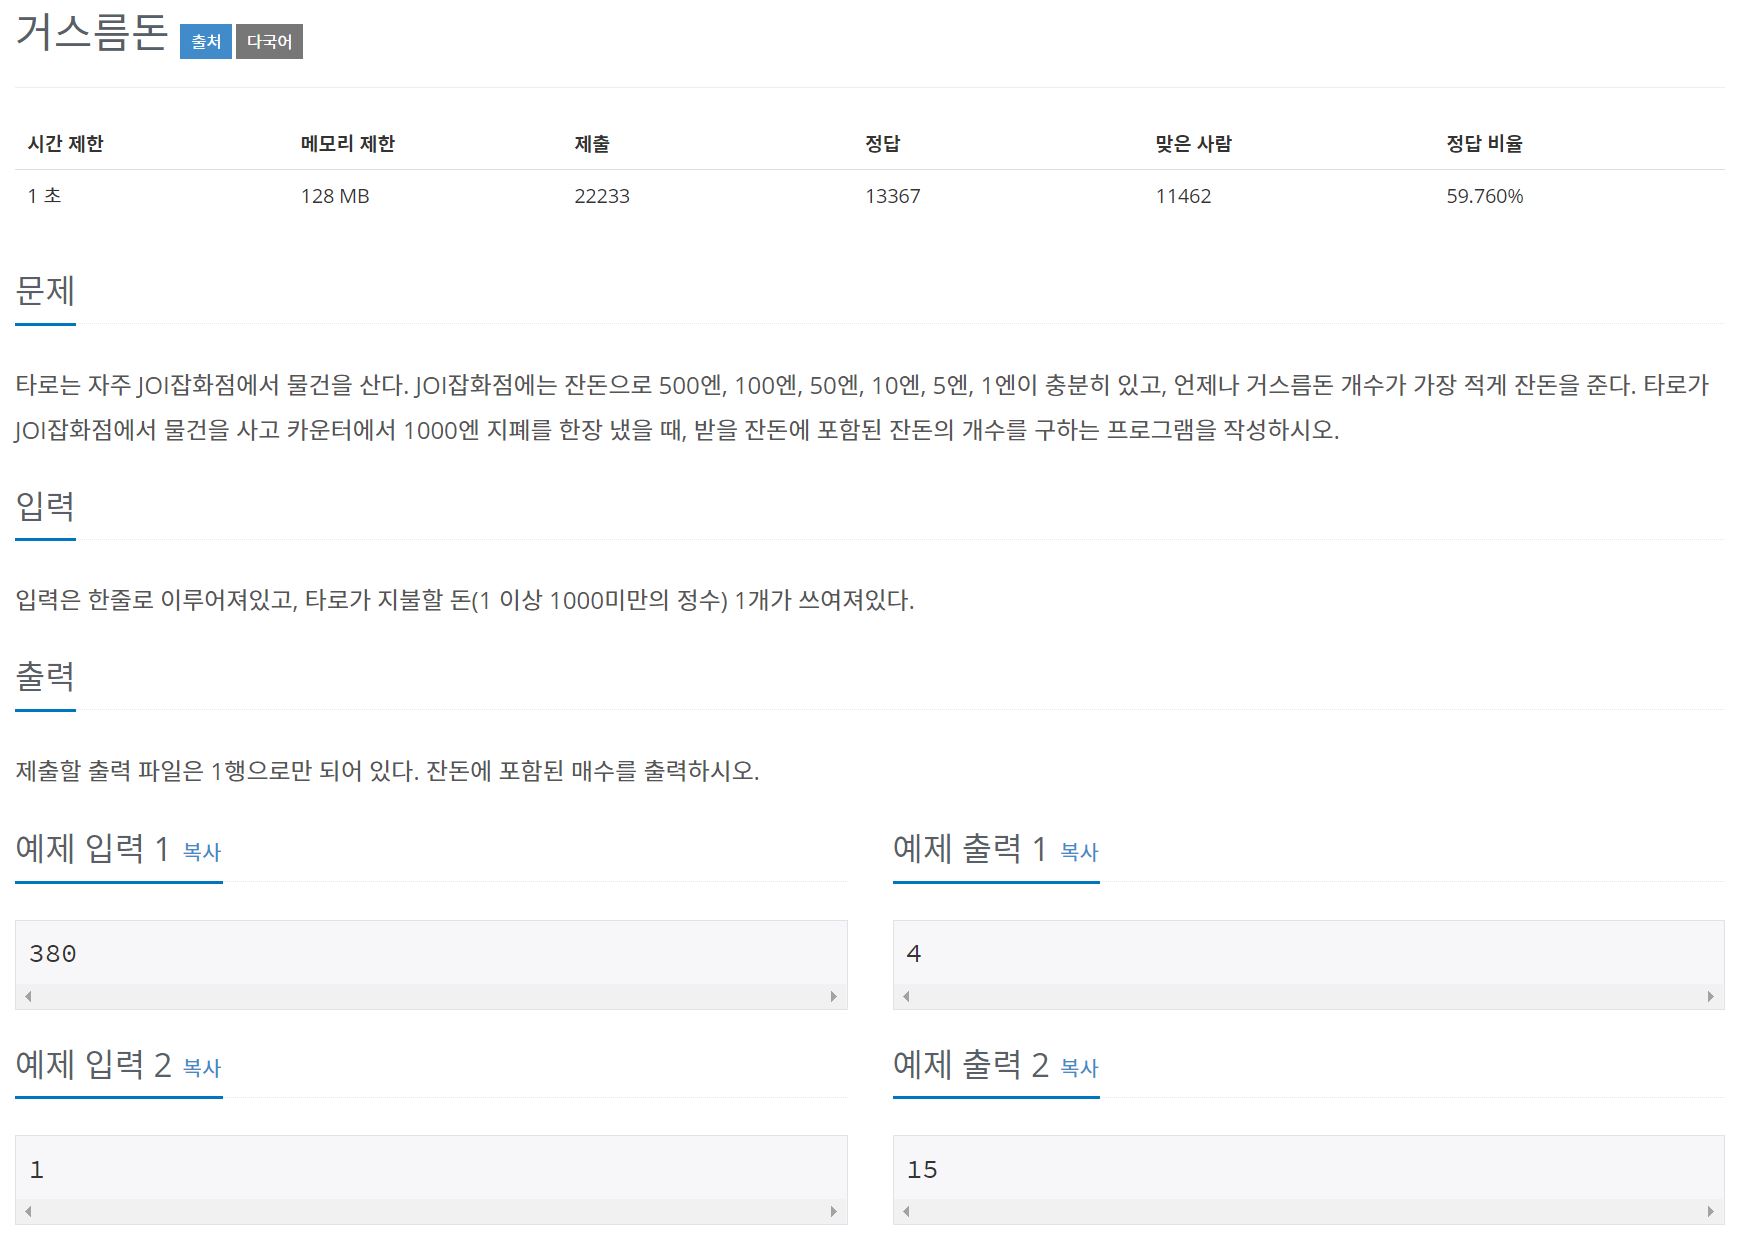 거스름돈 출처 다국어
시간 제한 메모리 제한 제출 정답 맞은 사람 정답 비율
1 초 128 MB 22233 13367 11462 59.760%
문제
타로는 자주 JOI잡화점에서 물건을 산다. JOI잡화점에는 잔돈으로 500엔, 100엔, 50엔, 10엔, 5엔, 1엔이 충분히 있고, 언제나 거스름돈 개수가 가장 적게 잔돈을 준다. 타로가
JOI잡화점에서 물건을 사고 카운터에서 1000엔 지폐를 한장 냈을 때, 받을 잔돈에 포함된 잔돈의 개수를 구하는 프로그램을 작성하시오.
입력
입력은 한줄로 이루어져있고, 타로가 지불할 돈(1 이상 1000미만의 정수) 1개가 쓰여져있다.
출력
제출할 출력 파일은 1행으로만 되어 있다. 잔돈에 포함된 매수를 출력하시오.
예제 입력 1 복사
380
예제 출력 1 복사
4
예제 입력 2 복사
1
예제 출력 2 복사
15